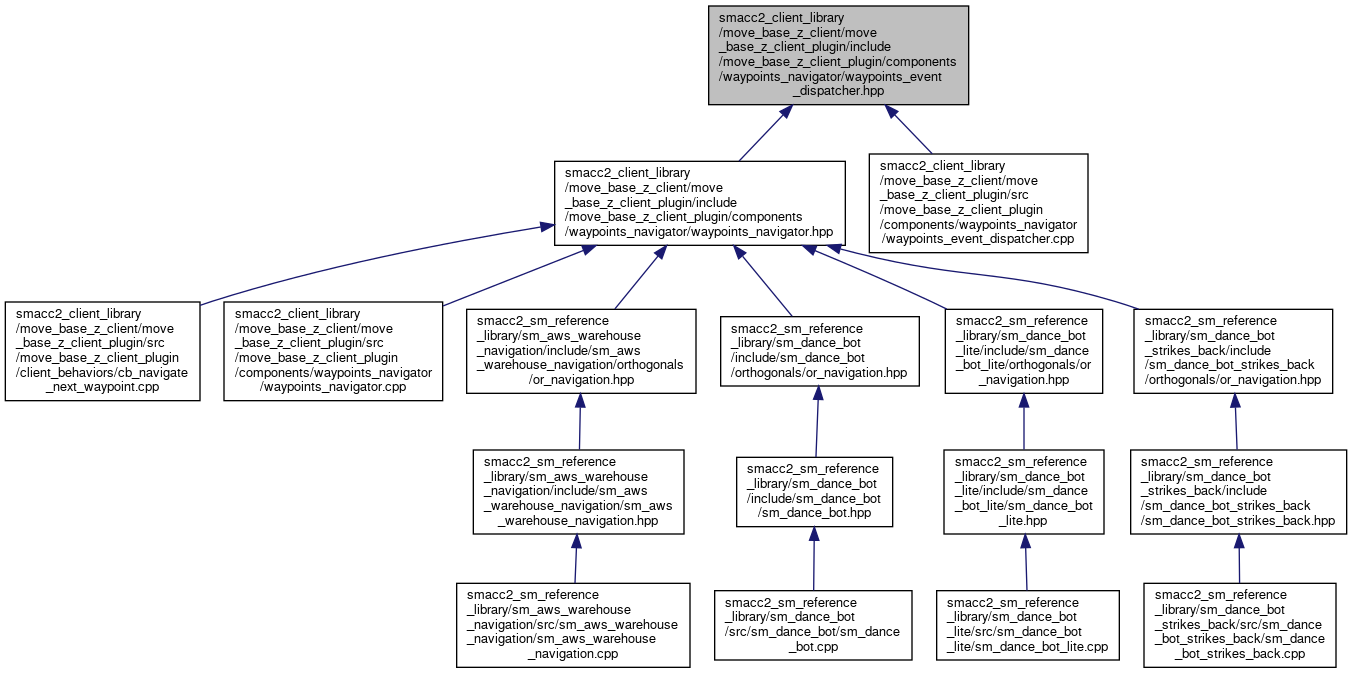 smacc2_client_library
/move_base_z_client/move
_base_z_client_plugin/include
/move_base_z_client_plugin/components
/waypoints_navigator/waypoints_event
_dispatcher.hpp
smacc2_client_library
/move_base_z_client/move
_base_z_client_plugin/include
/move_base_z_client_plugin/components
/waypoints_navigator/waypoints_navigator.hpp
smacc2_client_library
/move_base_z_client/move
_base_z_client_plugin/src
/move_base_z_client_plugin
/components/waypoints_navigator
/waypoints_event_dispatcher.cpp
smacc2_client_library
/move_base_z_client/move
_base_z_client_plugin/src
/move_base_z_client_plugin
/client_behaviors/cb_navigate
_next_waypoint.cpp
smacc2_client_library
/move_base_z_client/move
_base_z_client_plugin/src
/move_base_z_client_plugin
/components/waypoints_navigator
/waypoints_navigator.cpp
smacc2_sm_reference
_library/sm_aws_warehouse
_navigation/include/sm_aws
_warehouse_navigation/orthogonals
/or_navigation.hpp
smacc2_sm_reference
_library/sm_dance_bot
/include/sm_dance_bot
/orthogonals/or_navigation.hpp
smacc2_sm_reference
_library/sm_dance_bot
_lite/include/sm_dance
_bot_lite/orthogonals/or
_navigation.hpp
smacc2_sm_reference
_library/sm_dance_bot
_strikes_back/include
/sm_dance_bot_strikes_back
/orthogonals/or_navigation.hpp
smacc2_sm_reference
_library/sm_aws_warehouse
_navigation/include/sm_aws
_warehouse_navigation/sm_aws
_warehouse_navigation.hpp
smacc2_sm_reference
_library/sm_dance_bot
/include/sm_dance_bot
/sm_dance_bot.hpp
smacc2_sm_reference
_library/sm_dance_bot
_lite/include/sm_dance
_bot_lite/sm_dance_bot
_lite.hpp
smacc2_sm_reference
_library/sm_dance_bot
_strikes_back/include
/sm_dance_bot_strikes_back
/sm_dance_bot_strikes_back.hpp
smacc2_sm_reference
_library/sm_aws_warehouse
_navigation/src/sm_aws_warehouse
_navigation/sm_aws_warehouse
_navigation.cpp
smacc2_sm_reference
_library/sm_dance_bot
/src/sm_dance_bot/sm_dance
_bot.cpp
smacc2_sm_reference
_library/sm_dance_bot
_lite/src/sm_dance_bot
_lite/sm_dance_bot_lite.cpp
smacc2_sm_reference
_library/sm_dance_bot
_strikes_back/src/sm_dance
_bot_strikes_back/sm_dance
_bot_strikes_back.cpp